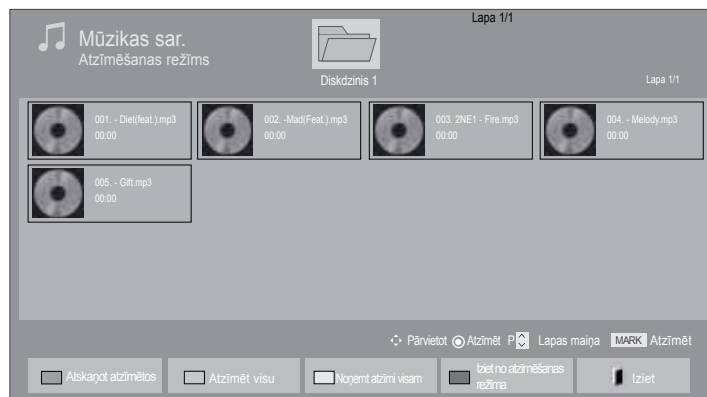 Lapa 1/1
Mūzikas sar.
Atzīmēšanas režīms
Diskdzinis 1
Lapa 1/1
001. - Diet(feat.).mp3
00:00
002. -Mad(Feat.).mp3
00:00
003. 2NE1 - Fire.mp3
00:00
004. - Melody.mp3
00:00
005. - Gift.mp3
00:00
Pārvietot Atzīmēt P Lapas maiņa MARK Atzīmēt
Atskaņot atzīmētos
Atzīmēt visu
Noņemt atzīmi visam
Iziet no atzīmēšanas
režīma
Iziet